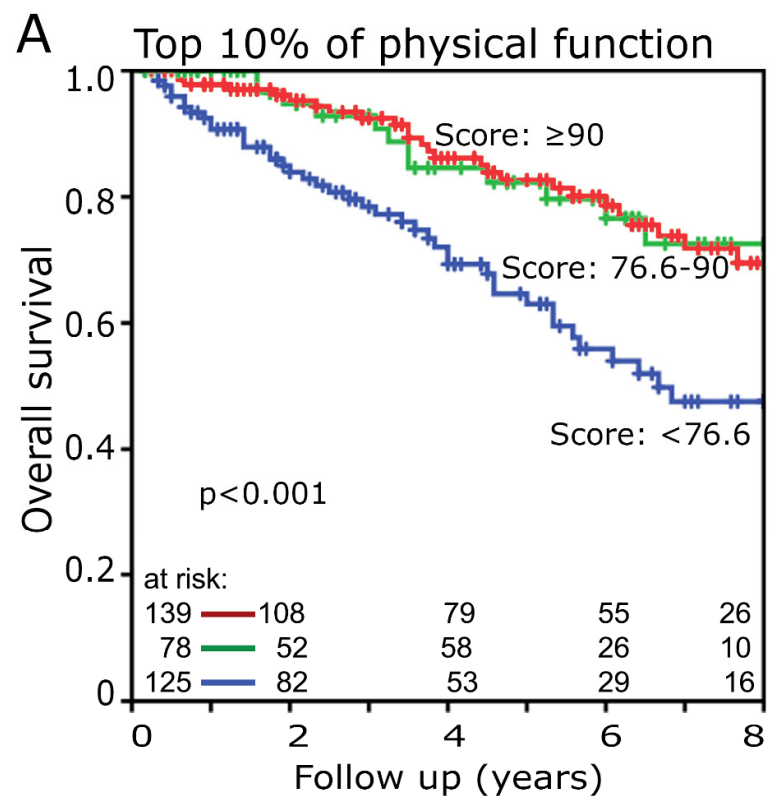 A
Top 10% of physical function
Overall survival
1.0
0.8
0.6
0.4
0.2
0
Score: ≥90
Score: 76.6-90
Score: <76.6
p<0.001
at risk:
139 108 79 55 26
78 52 58 26 10
125 82 53 29 16
0 2 4 6 8
Follow up (years)